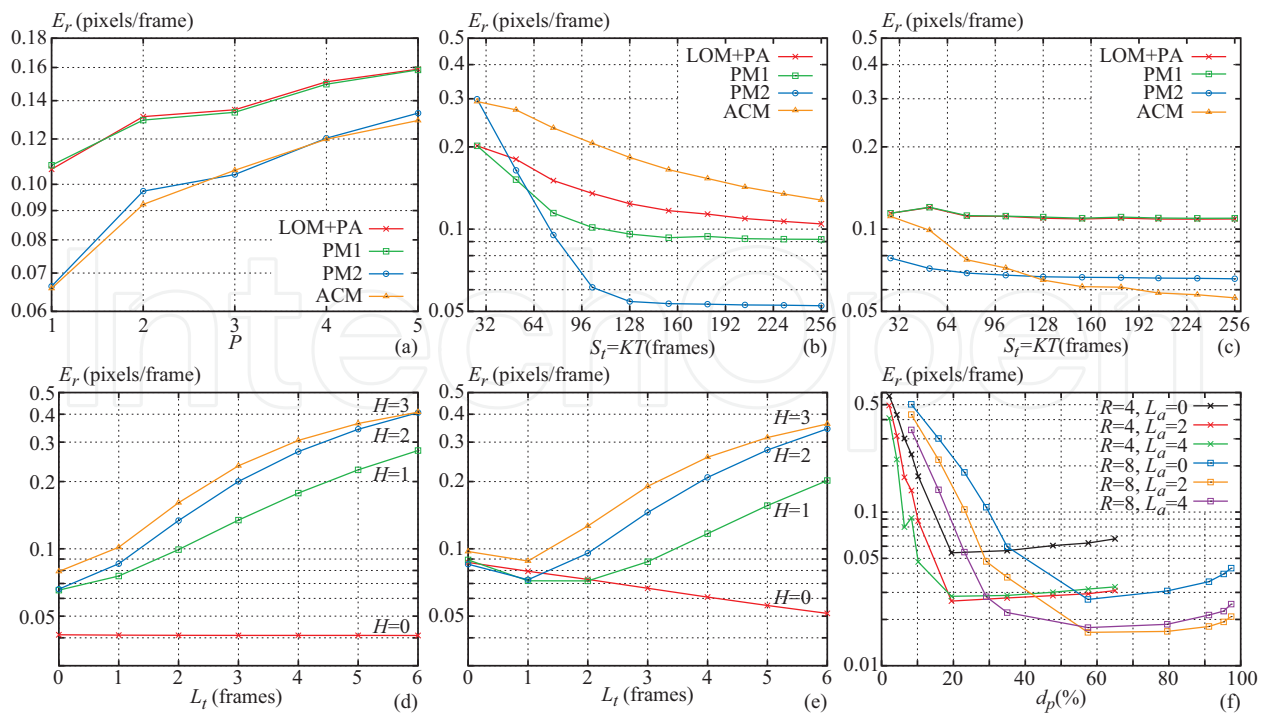 E_r (pixels/frame)
0.18
0.16
0.14
0.12
0.10
0.09
0.08
0.07
0.06
LOM+PA
PM1
PM2
ACM
1 2 3 4 5
P
(a)
E_r (pixels/frame)
0.5
0.4
0.3
0.2
0.1
0.05
LOM+PA
PM1
PM2
ACM
32 64 96 128 160 192 224 256
S_t=KT(frames)
(b)
E_r (pixels/frame)
0.5
0.4
0.3
0.2
0.1
0.05
LOM+PA
PM1
PM2
ACM
32 64 96 128 160 192 224 256
S_t=KT(frames)
(c)
E_r (pixels/frame)
0.5
0.4
0.3
0.2
0.1
0.05
H=3
H=2
H=1
H=0
0 1 2 3 4 5 6
L_t (frames)
(d)
E_r (pixels/frame)
0.5
0.4
0.3
0.2
0.1
0.05
H=3
H=2
H=1
H=0
0 1 2 3 4 5 6
L_t (frames)
(e)
E_r (pixels/frame)
0.5
0.1
0.05
0.01
R=4, L_a=0
R=4, L_a=2
R=4, L_a=4
R=8, L_a=0
R=8, L_a=2
R=8, L_a=4
0 10 20 30 40 50 60 70 80 90 100
d_p(%)
(f)
IntechOpen